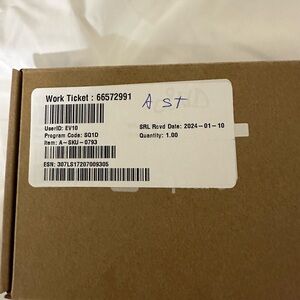 Work Ticket : 66572991
A ST
UserID: EV10
Program Code: SQ1D
Item: A-SKU-0793
SRL Rcvd Date: 2024-01-10
Quantity: 1.00
ESN: 307LS17207009305